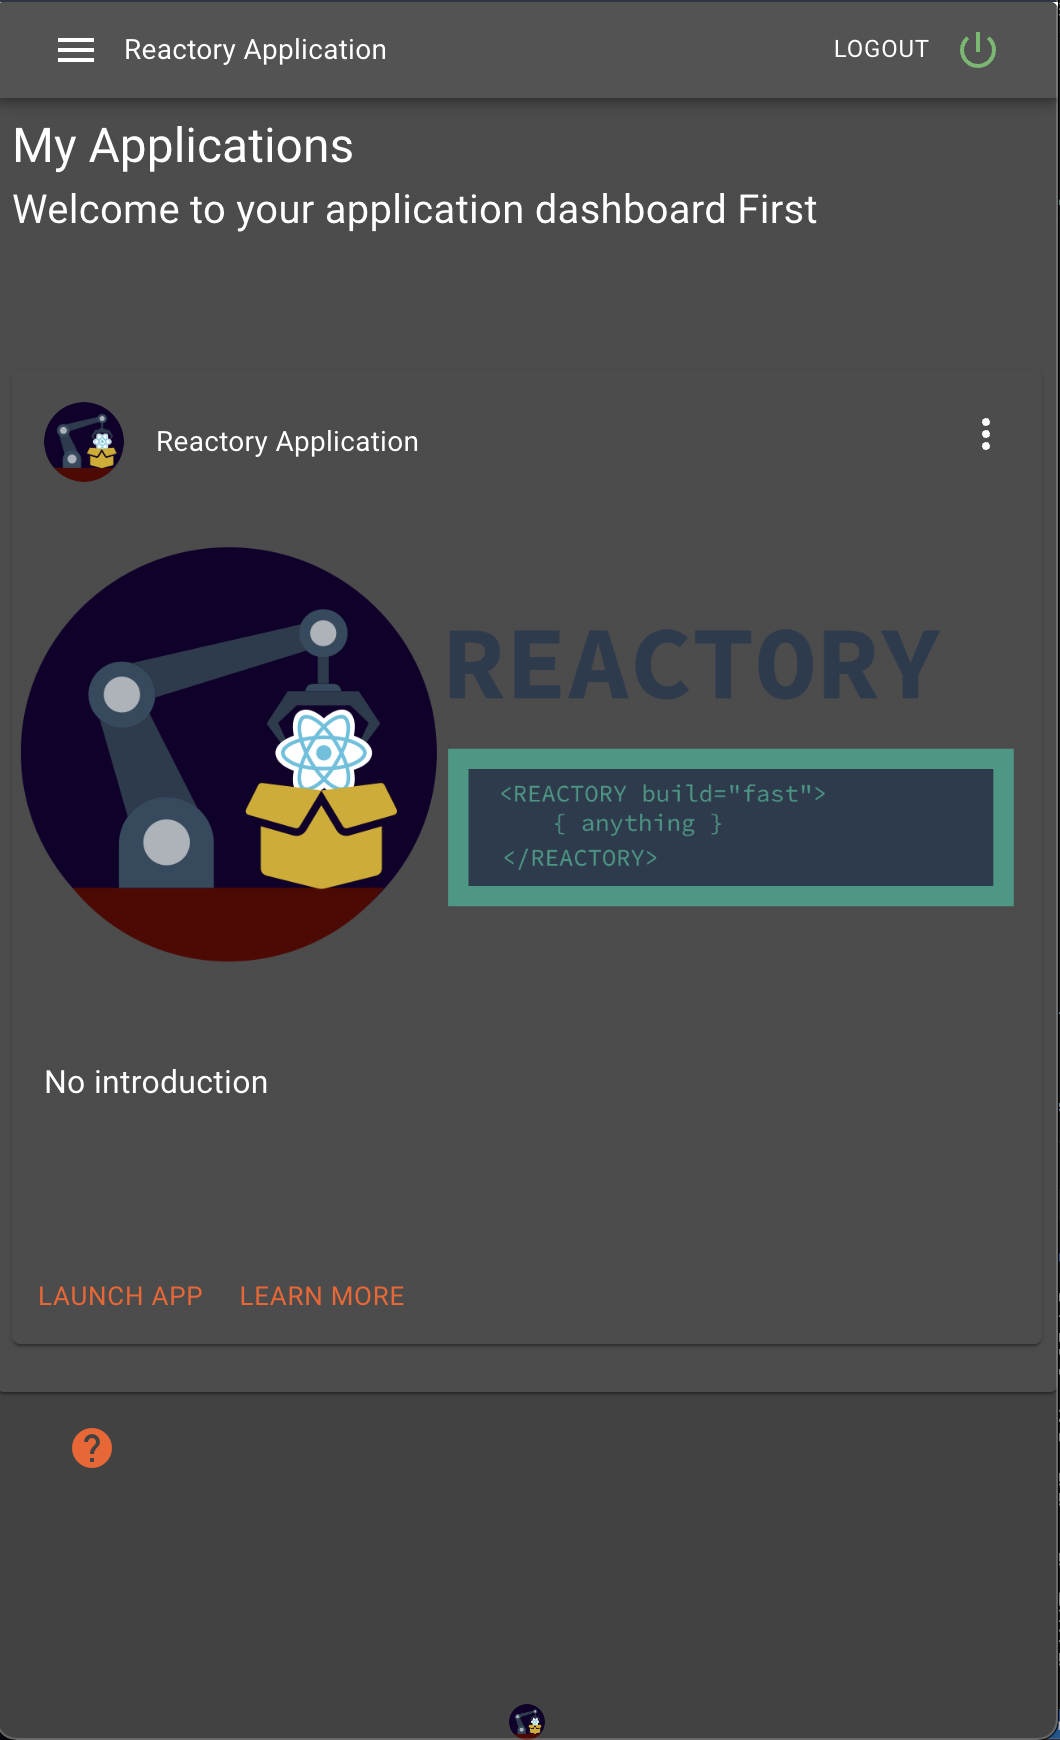 Reactory Application
LOGOUT
My Applications
Welcome to your application dashboard First
Reactory Application
REACTORY
<REACTORY build="fast">
{ anything }
</REACTORY>
No introduction
LAUNCH APP
LEARN MORE
?